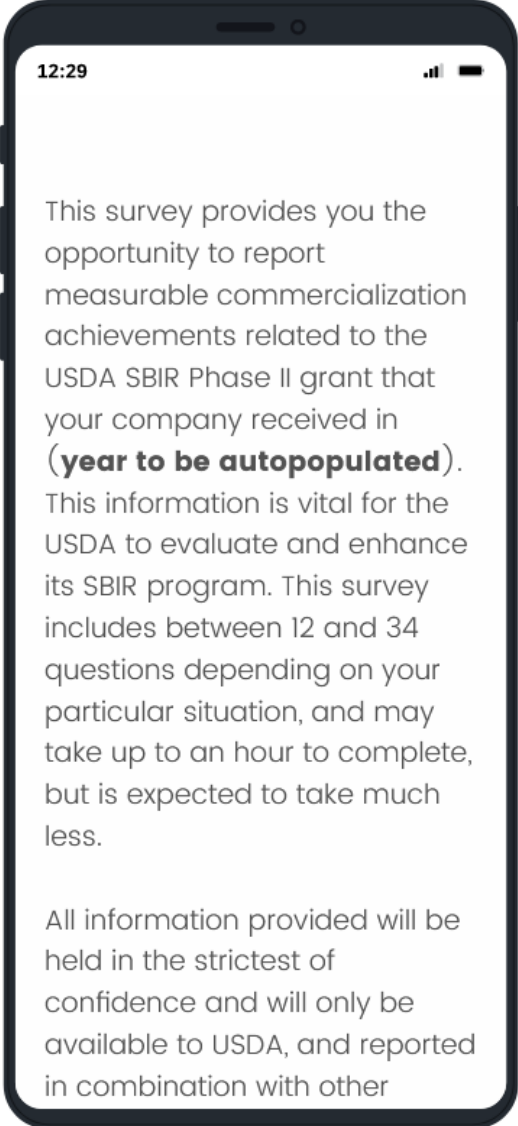 12:29
This survey provides you the
opportunity to report
measurable commercialization
achievements related to the
USDA SBIR Phase II grant that
your company received in
(year to be autopopulated).
This information is vital for the
USDA to evaluate and enhance
its SBIR program. This survey
includes between 12 and 34
questions depending on your
particular situation, and may
take up to an hour to complete,
but is expected to take much
less.
All information provided will be
held in the strictest of
confidence and will only be
available to USDA, and reported
in combination with other